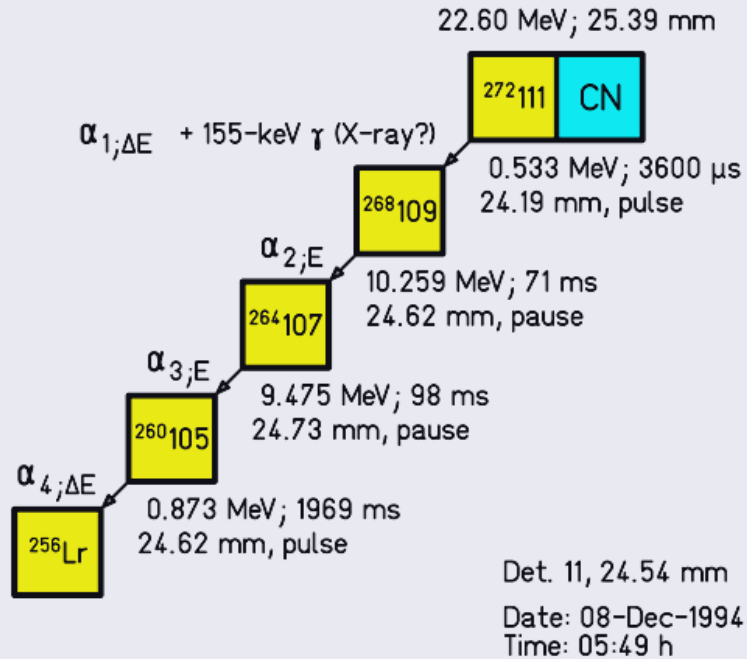 22.60 MeV; 25.39 mm
²⁷²111 CN
α₁;ΔE + 155-keV γ (X-ray?)
0.533 MeV; 3600 µs
24.19 mm, pulse
²⁶⁸109
α₂;E
10.259 MeV; 71 ms
24.62 mm, pause
²⁶⁴107
α₃;E
9.475 MeV; 98 ms
24.73 mm, pause
²⁶⁰105
α₄;ΔE
0.873 MeV; 1969 ms
24.62 mm, pulse
²⁵⁶Lr
Det. 11, 24.54 mm
Date: 08-Dec-1994
Time: 05:49 h